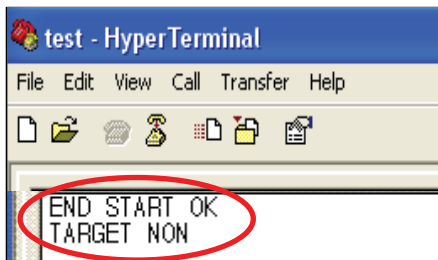 test - HyperTerminal
File Edit View Call Transfer Help
END START OK
TARGET NON